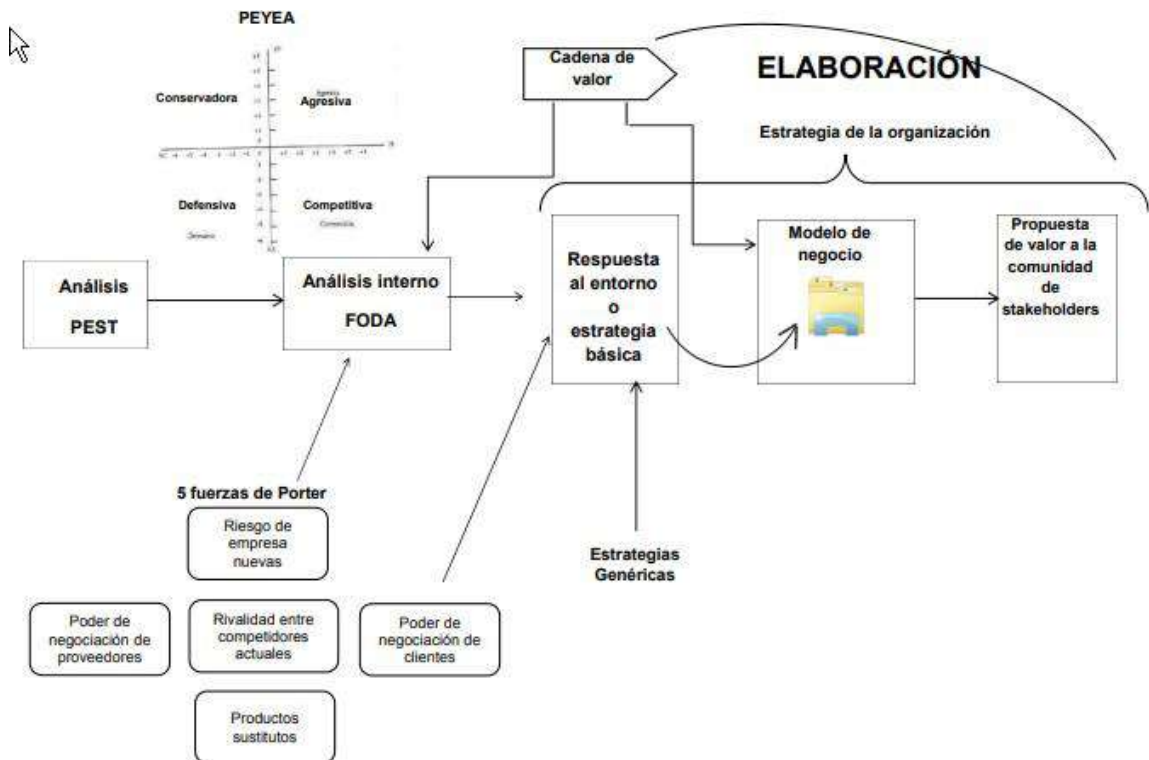 PEYEA
Conservadora
Agresiva
Defensiva
Competitiva
Cadena de
valor
ELABORACIÓN
Estrategia de la organización
Análisis
PEST
Análisis interno
FODA
Respuesta
al entorno
o
estrategia
básica
Modelo de
negocio
Propuesta
de valor a la
comunidad
de
stakeholders
5 fuerzas de Porter
Riesgo de
empresa
nuevas
Poder de
negociación de
proveedores
Rivalidad entre
competidores
actuales
Poder de
negociación de
clientes
Productos
sustitutos
Estrategias
Genéricas